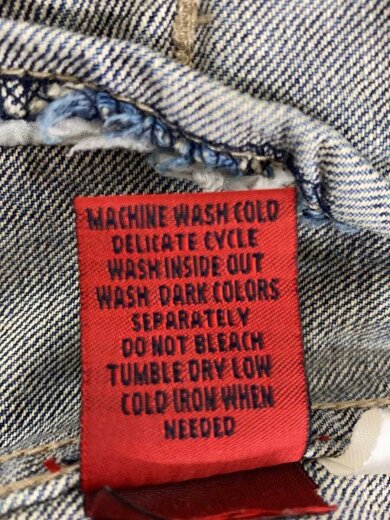 MACHINE WASH COLD
DELICATE CYCLE
WASH INSIDE OUT
WASH DARK COLORS
SEPARATELY
DO NOT BLEACH
TUMBLE DRY LOW
COLD IRON WHEN
NEEDED